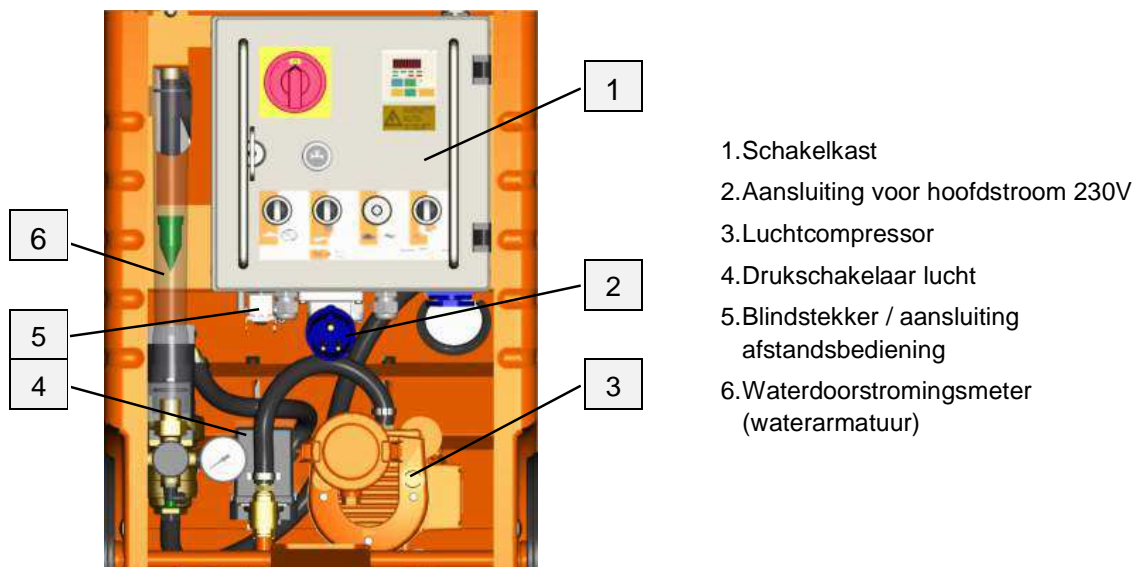 1
2
3
4
5
6
1.Schakelkast
2.Aansluiting voor hoofdstroom 230V
3.Luchtcompressor
4.Drukschakelaar lucht
5.Blindstekker / aansluiting
afstandsbediening
6.Waterdoorstromingsmeter
(waterarmatuur)